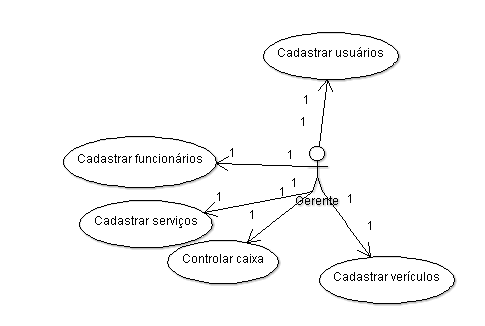 Cadastrar usuários
1
1
Cadastrar funcionários
1
1
1
1
1
Gerente
1
Cadastrar serviços
1
1
Controlar caixa
Cadastrar verículos